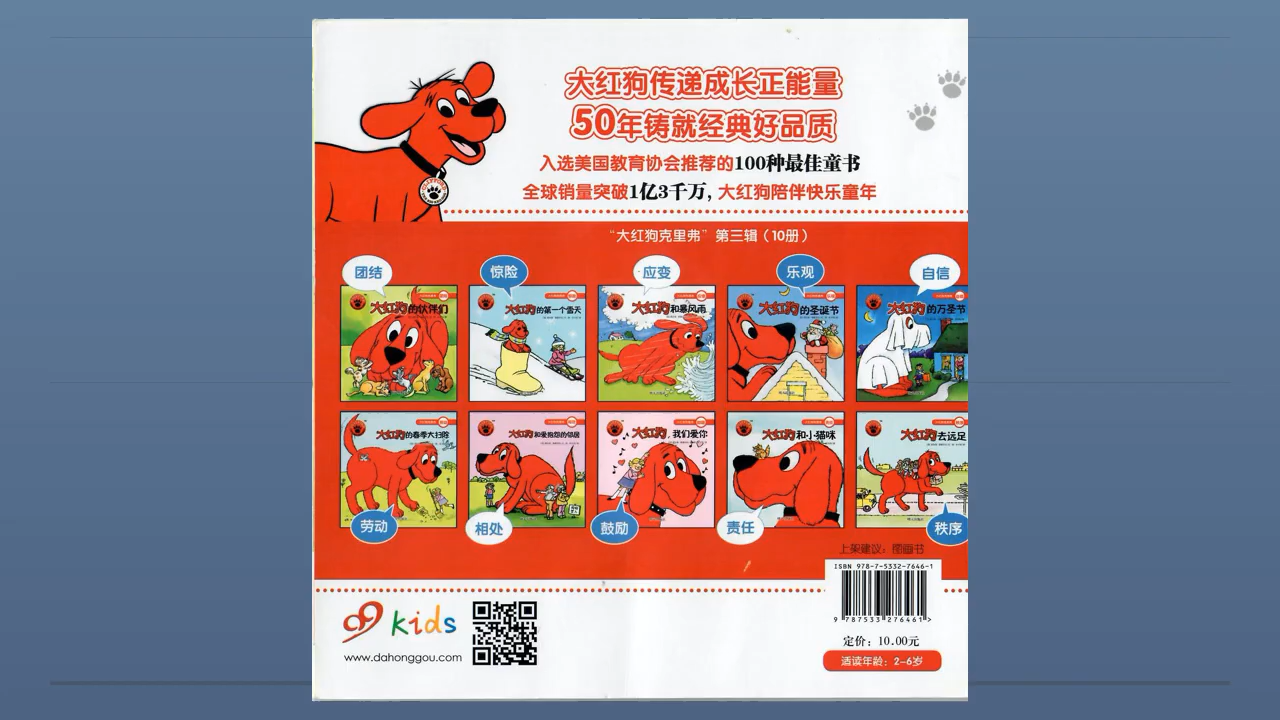 大红狗传递成长正能量
50年铸就经典好品质
入选美国教育协会推荐的100种最佳童书
全球销量突破1亿3千万，大红狗陪伴快乐童年
“大红狗克里弗”第三辑（10册）
团结
惊险
应变
乐观
自信
大红狗的伙伴们
大红狗的第一个雪天
大红狗和暴风雨
大红狗的圣诞节
大红狗的万圣节
大红狗的春季大扫除
大红狗和爱抱怨的邻居
大红狗，我们爱你
大红狗和小猫咪
大红狗去远足
劳动
相处
鼓励
责任
秩序
上架建议：图画书
ISBN 978-7-5332-7646-1
9 787533 276461 >
定价：10.00元
适读年龄：2-6岁
99 kids
www.dahonggou.com